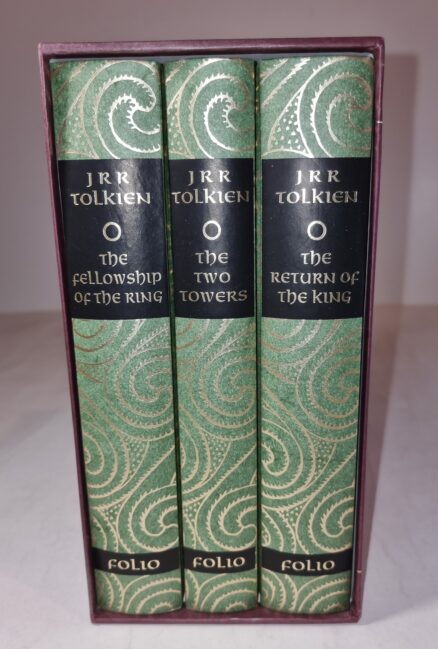 JRR
TOLKIEN
THE
FELLOWSHIP
OF THE RING
FOLIO
JRR
TOLKIEN
THE
TWO
TOWERS
FOLIO
JRR
TOLKIEN
THE
RETURN OF
THE KING
FOLIO